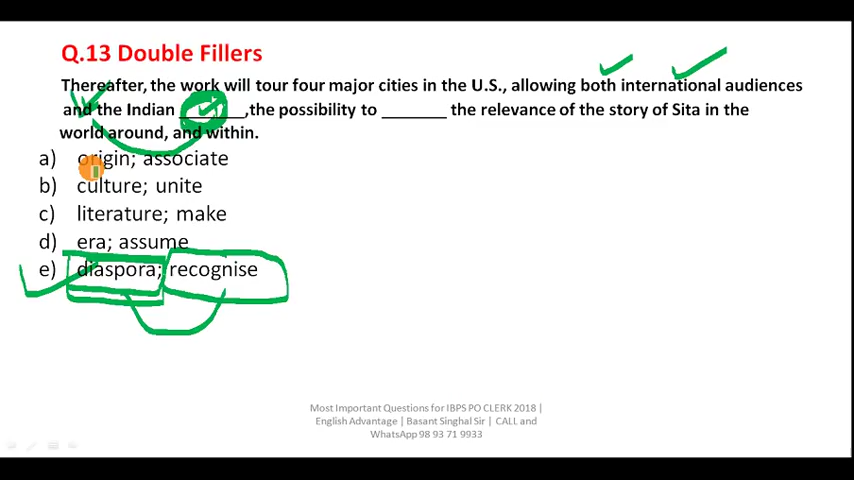 Q.13 Double Fillers
Thereafter, the work will tour four major cities in the U.S., allowing both international audiences
and the Indian ________,the possibility to _______ the relevance of the story of Sita in the
world around, and within.
a) origin; associate
b) culture; unite
c) literature; make
d) era; assume
e) diaspora; recognise
Most Important Questions for IBPS PO CLERK 2018 |
English Advantage | Basant Singhal Sir | CALL and
WhatsApp 98 93 71 9933